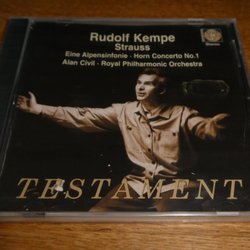 Rudolf Kempe
Strauss
Eine Alpensinfonie · Horn Concerto No.1
Alan Civil · Royal Philharmonic Orchestra
TESTAMENT